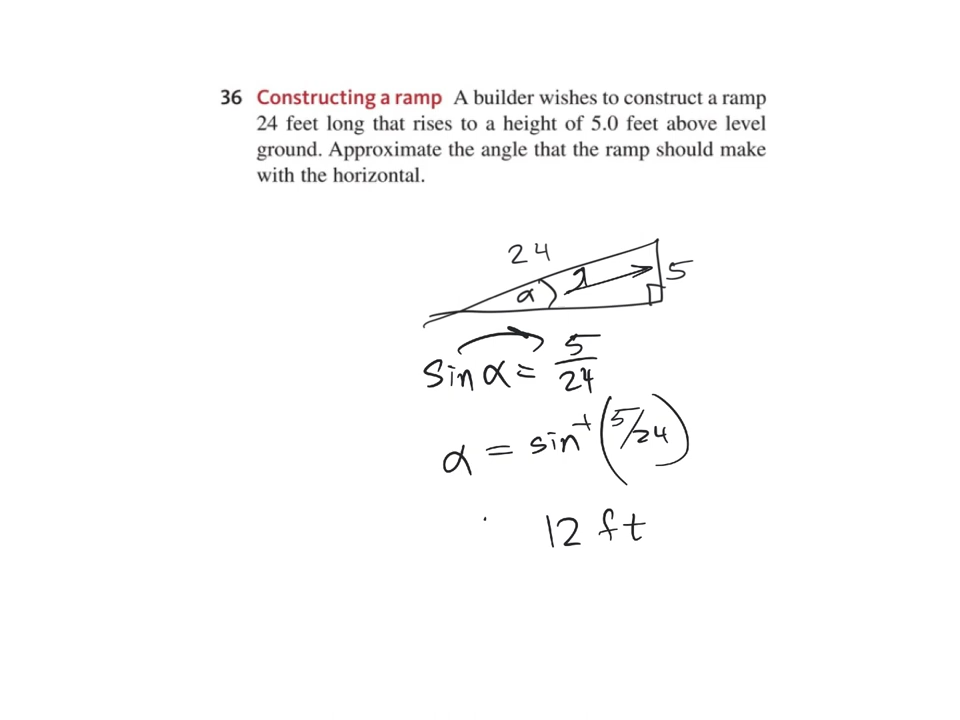 36 Constructing a ramp A builder wishes to construct a ramp
24 feet long that rises to a height of 5.0 feet above level
ground. Approximate the angle that the ramp should make
with the horizontal.
24
α
5
sin α = 5/24
α = sin⁻¹(5/24)
12 ft